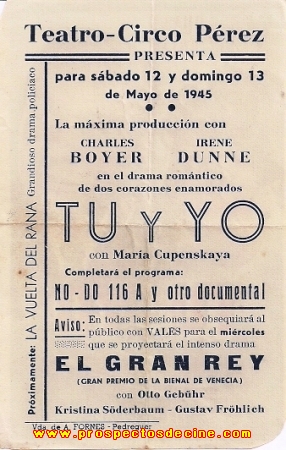 Teatro-Circo Pérez
PRESENTA
para sábado 12 y domingo 13
de Mayo de 1945
La máxima producción con
CHARLES BOYER
IRENE DUNNE
en el drama romántico
de dos corazones enamorados
TU Y YO
con María Cupenskaya
Completará el programa:
NO-DO 116 A y otro documental
Aviso: En todas las sesiones se obsequiará al
público con VALES para el miércoles
que se proyectará el intenso drama
EL GRAN REY
(GRAN PREMIO DE LA BIENAL DE VENECIA)
con Otto Gebühr
Kristina Söderbaum - Gustav Fröhlich
Vda. de A. FORNES - Pedreguer
Próximamente: LA VUELTA DEL RANA Grandioso drama policiaco
www.prospectosdecine.com